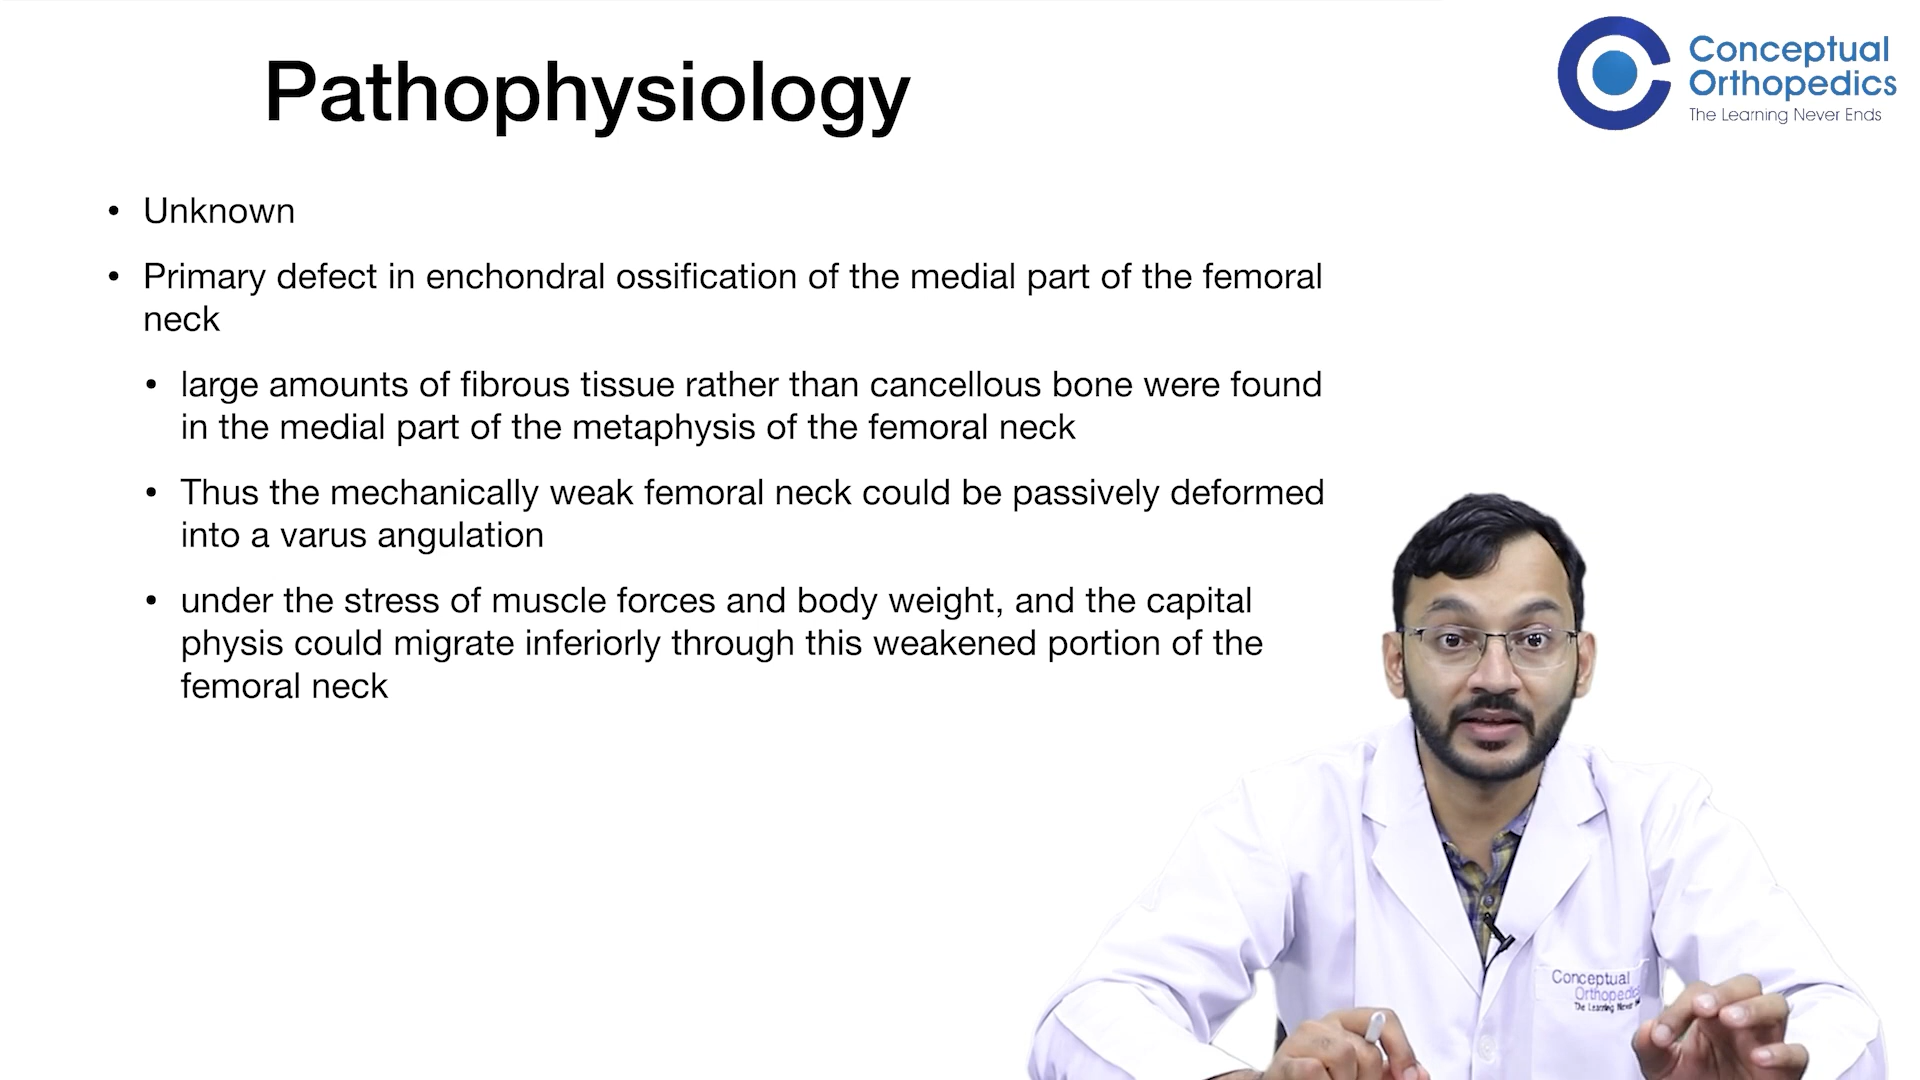 Conceptual
Orthopedics
The Learning Never Ends
Pathophysiology
• Unknown
• Primary defect in enchondral ossification of the medial part of the femoral
neck
• large amounts of fibrous tissue rather than cancellous bone were found
in the medial part of the metaphysis of the femoral neck
• Thus the mechanically weak femoral neck could be passively deformed
into a varus angulation
• under the stress of muscle forces and body weight, and the capital
physis could migrate inferiorly through this weakened portion of the
femoral neck
Conceptual
Orthopedics
The Learning Never